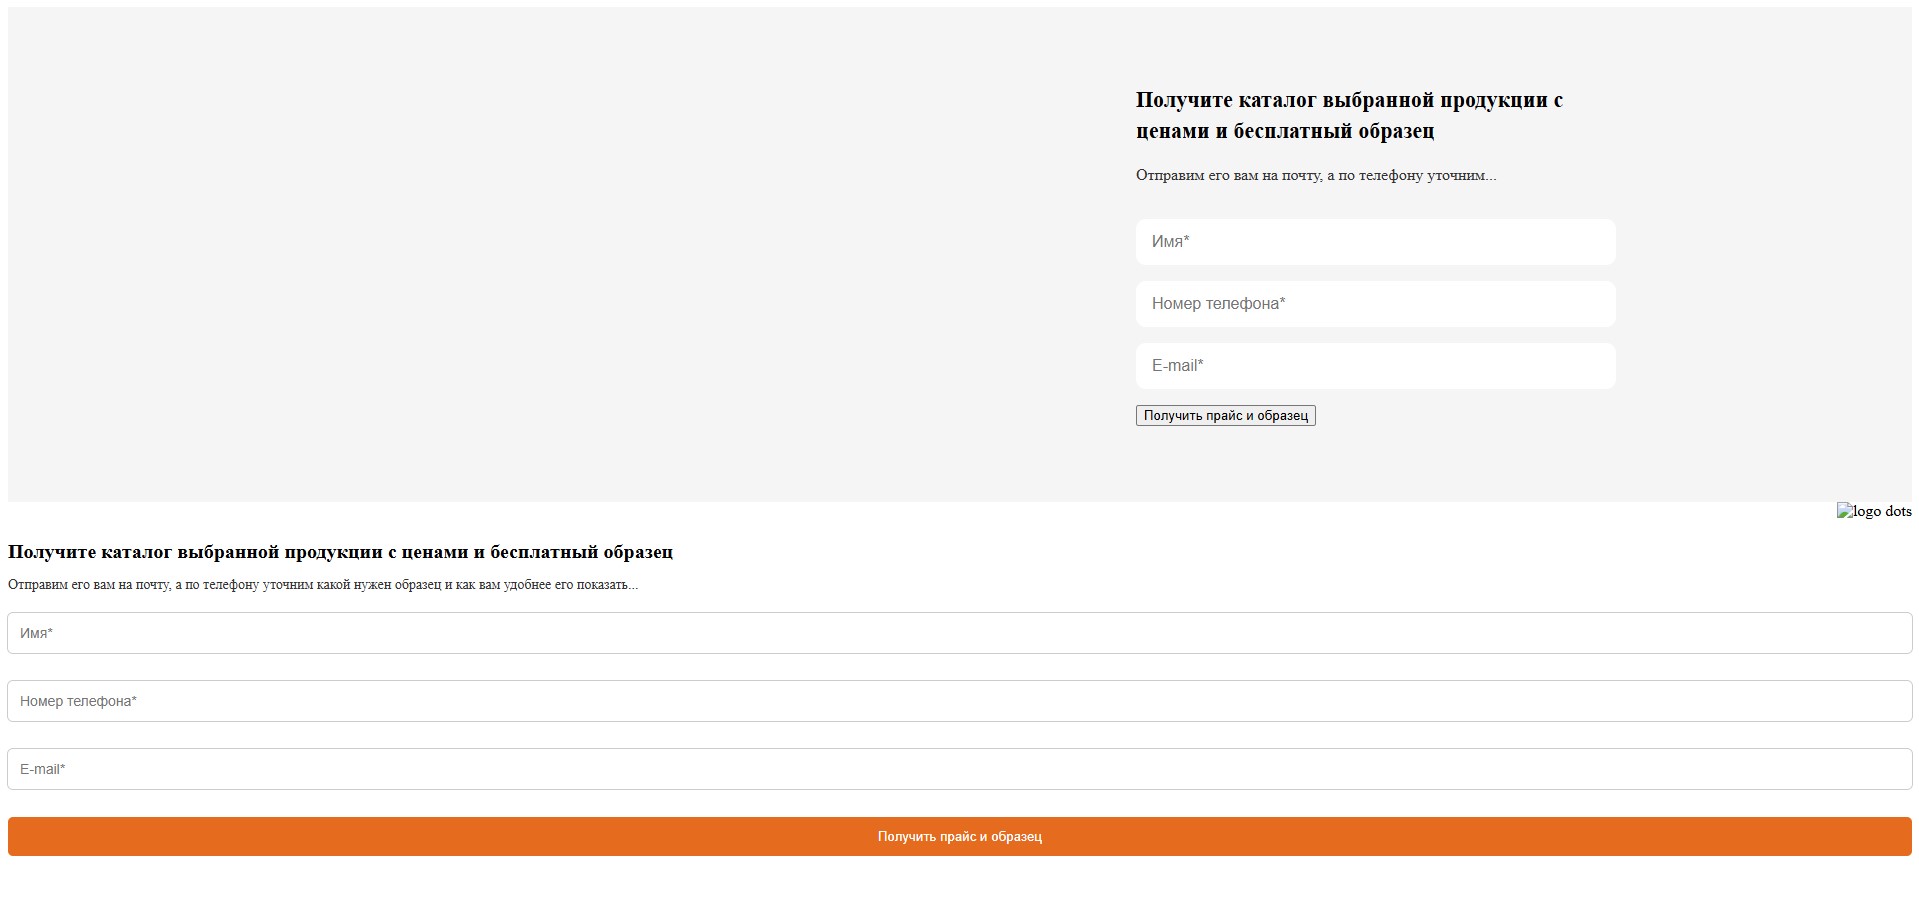 Получите каталог выбранной продукции с
ценами и бесплатный образец
Отправим его вам на почту, а по телефону уточним...
Имя*
Номер телефона*
E-mail*
Получить прайс и образец
logo dots
Получите каталог выбранной продукции с ценами и бесплатный образец
Отправим его вам на почту, а по телефону уточним какой нужен образец и как вам удобнее его показать...
Имя*
Номер телефона*
E-mail*
Получить прайс и образец